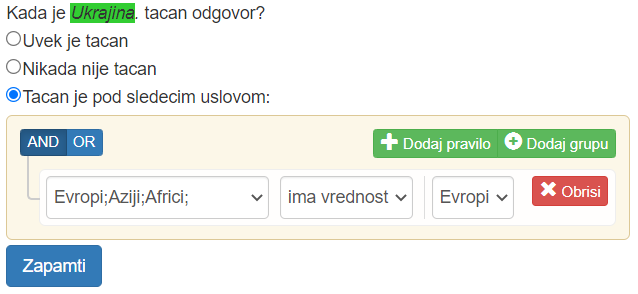 Kada je Ukrajina. tacan odgovor?
Uvek je tacan
Nikada nije tacan
Tacan je pod sledecim uslovom:
AND OR Dodaj pravilo Dodaj grupu
Evropi;Aziji;Africi; ima vrednost Evropi Obrisi
Zapamti